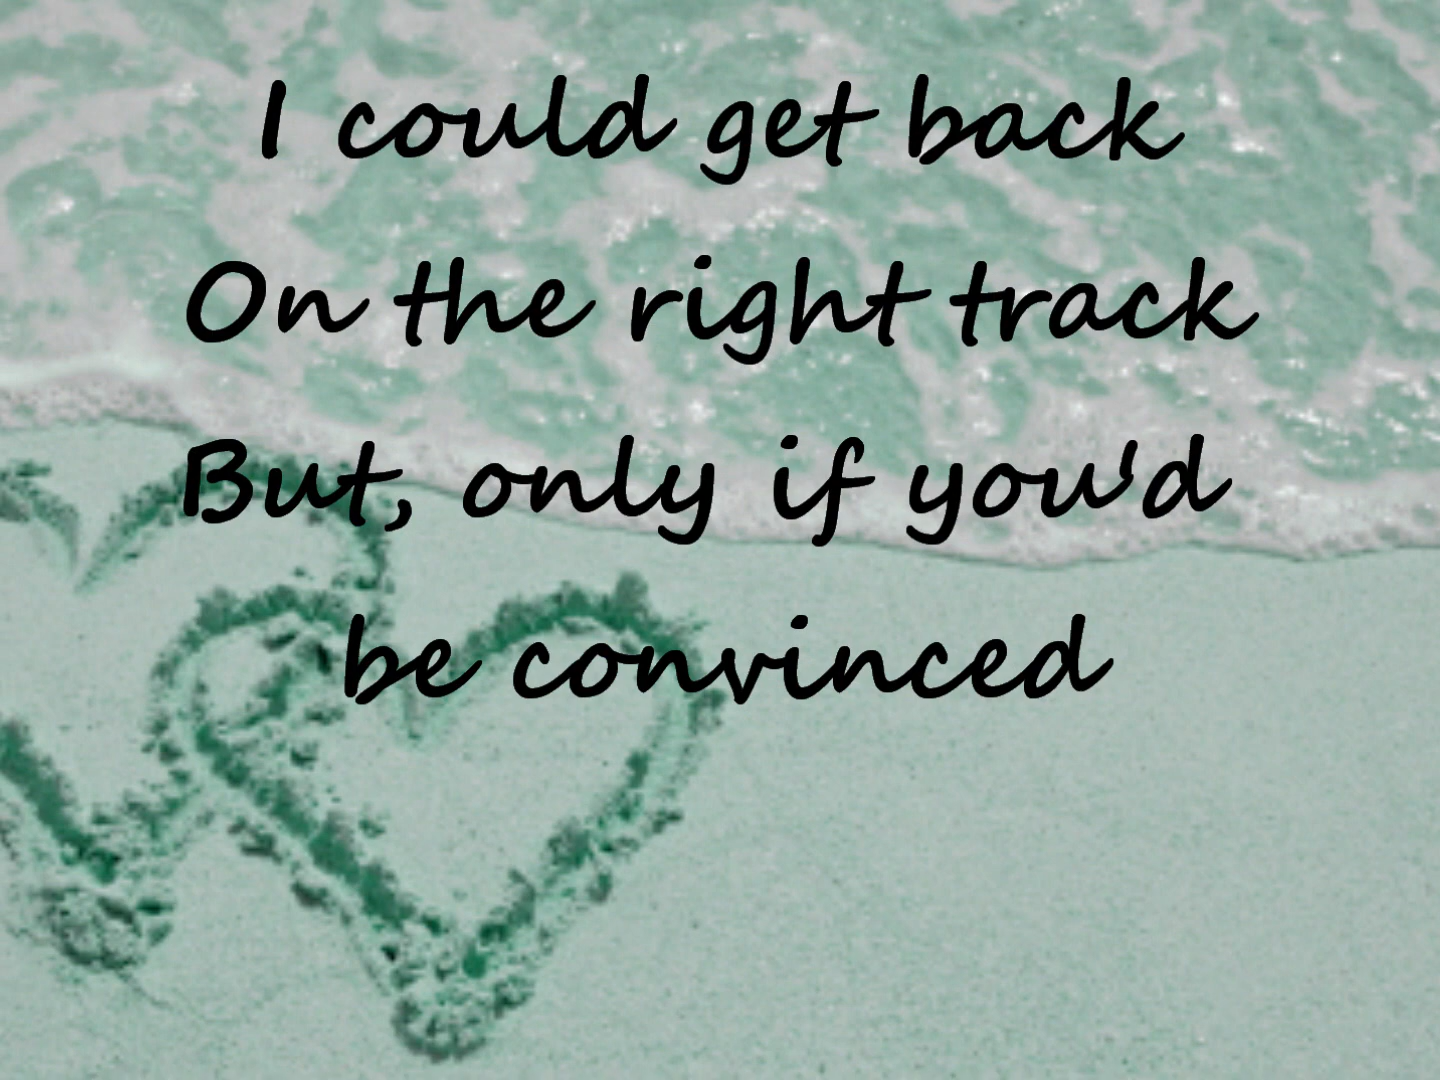 I could get back
On the right track
But, only if you'd
be convinced